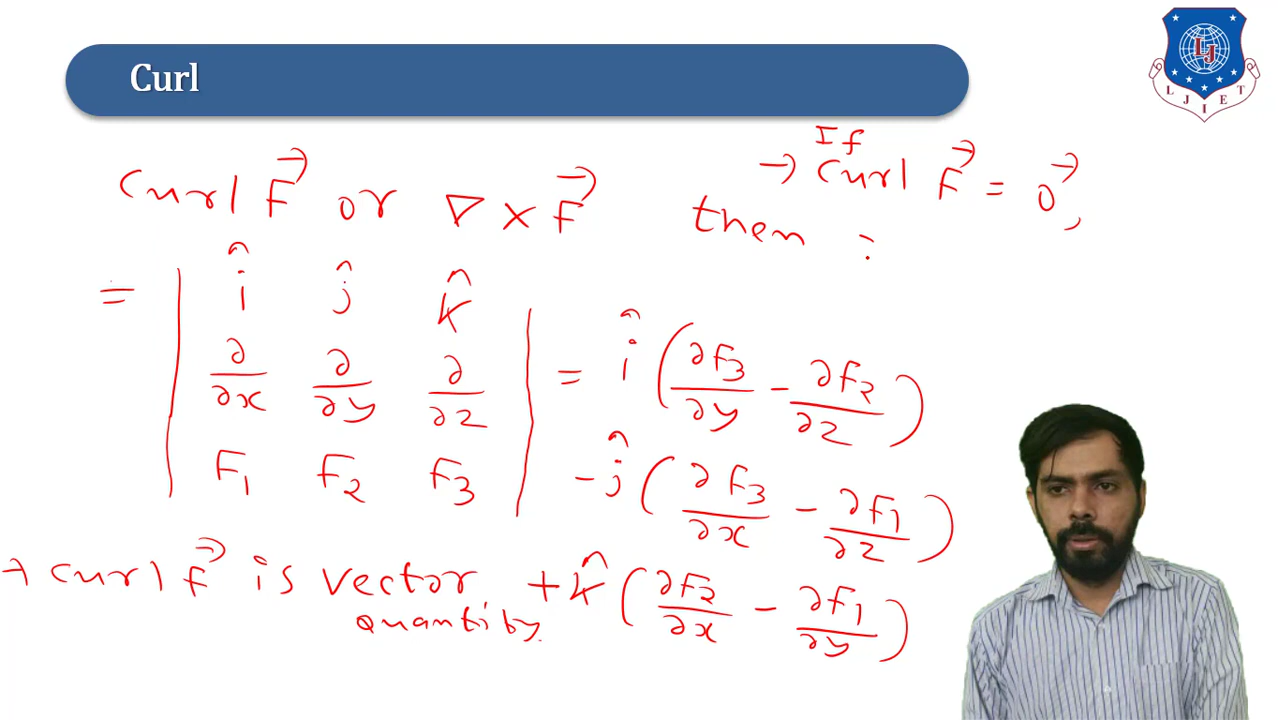 Curl
L J I E T
LJ
Curl F⃗ or ∇ × F⃗
= | î ĵ k̂ |
| ∂/∂x ∂/∂y ∂/∂z |
| F₁ F₂ F₃ |
= î (∂F₃/∂y − ∂F₂/∂z)
− ĵ (∂F₃/∂x − ∂F₁/∂z)
+ k̂ (∂F₂/∂x − ∂F₁/∂y)
→ curl F⃗ is vector
quantity.
If
→ Curl F⃗ = 0⃗,
then :